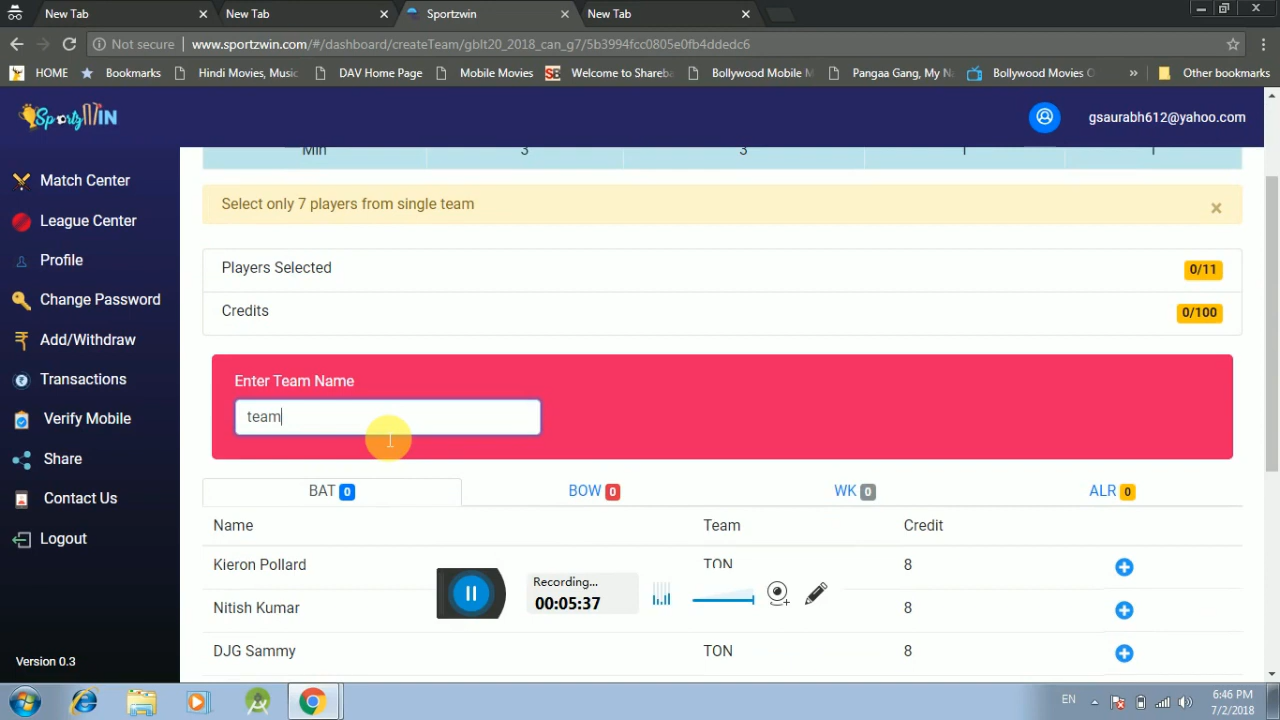 New Tab
New Tab
Sportzwin
New Tab
Not secure
www.sportzwin.com/#/dashboard/createTeam/gblt20_2018_can_g7/5b3994fcc0805e0fb4ddedc6
HOME
Bookmarks
Hindi Movies, Music
DAV Home Page
Mobile Movies
SB
Welcome to Shareba
Bollywood Mobile M
Pangaa Gang, My Na
Bollywood Movies O
Other bookmarks
SportzWIN
gsaurabh612@yahoo.com
Match Center
League Center
Profile
Change Password
Add/Withdraw
Transactions
Verify Mobile
Share
Contact Us
Logout
Version 0.3
Min 3 3 1 1
Select only 7 players from single team
Players Selected 0/11
Credits 0/100
Enter Team Name
team
BAT 0 BOW 0 WK 0 ALR 0
Name Team Credit
Kieron Pollard TON 8
Nitish Kumar 8
DJG Sammy TON 8
Recording...
00:05:37
EN
6:46 PM
7/2/2018